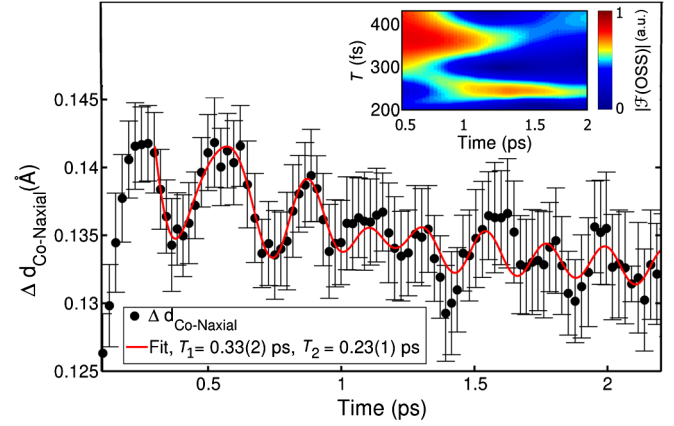 430
400
300
200
T (fs)
0.5 1 1.5 2
Time (ps)
1
0
|ℱ(OSS)| (a.u.)
0.145
0.14
0.135
0.13
0.125
Δ d_Co-Naxial(Å)
Δ d_Co-Naxial
Fit, T₁= 0.33(2) ps, T₂ = 0.23(1) ps
0.5 1 1.5 2
Time (ps)